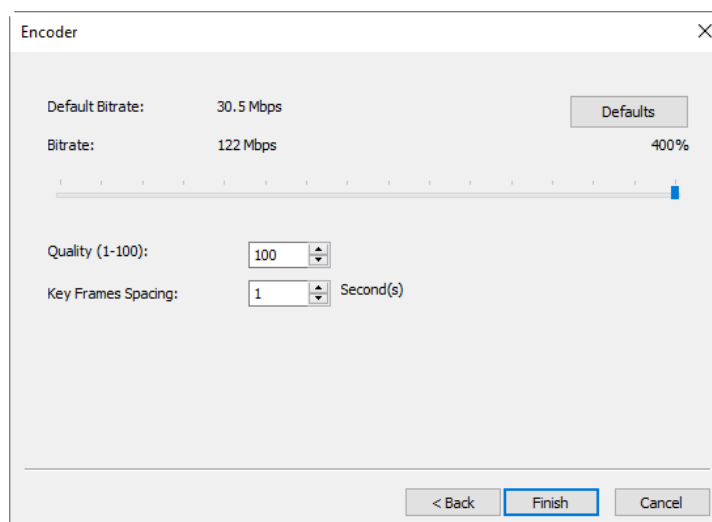 Encoder
Default Bitrate: 30.5 Mbps Defaults
Bitrate: 122 Mbps 400%
Quality (1-100): 100
Key Frames Spacing: 1 Second(s)
< Back Finish Cancel